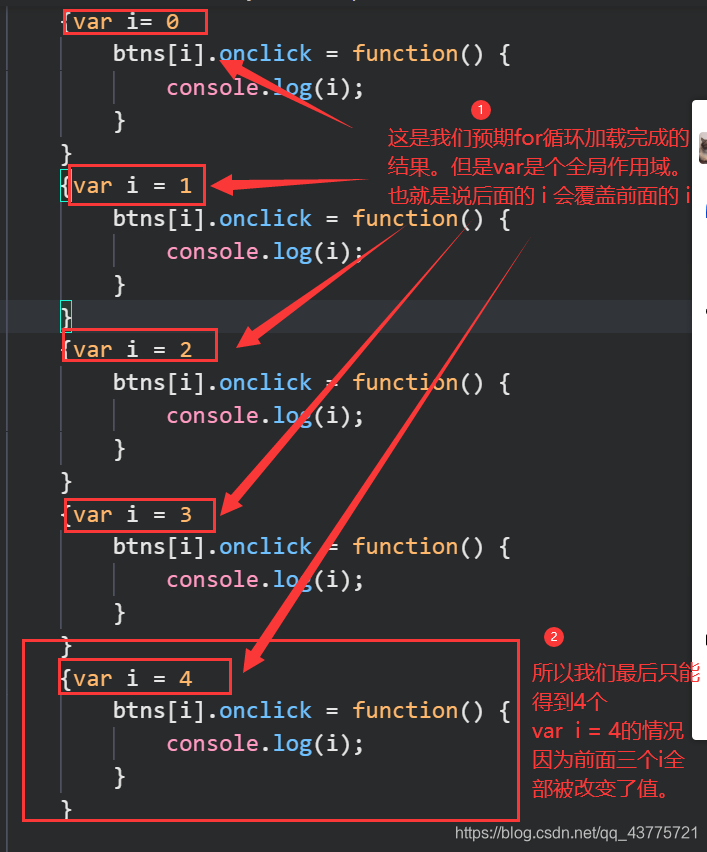 {var i= 0
btns[i].onclick = function() {
console.log(i);
}
}
{var i = 1
btns[i].onclick = function() {
console.log(i);
}
}
{var i = 2
btns[i].onclick = function() {
console.log(i);
}
}
{var i = 3
btns[i].onclick = function() {
console.log(i);
}
}
{var i = 4
btns[i].onclick = function() {
console.log(i);
}
}
1
这是我们预期for循环加载完成的
结果。但是var是个全局作用域。
也就是说后面的 i 会覆盖前面的 i
2
所以我们最后只能
得到4个
var i = 4的情况
因为前面三个i全
部被改变了值。
https://blog.csdn.net/qq_43775721